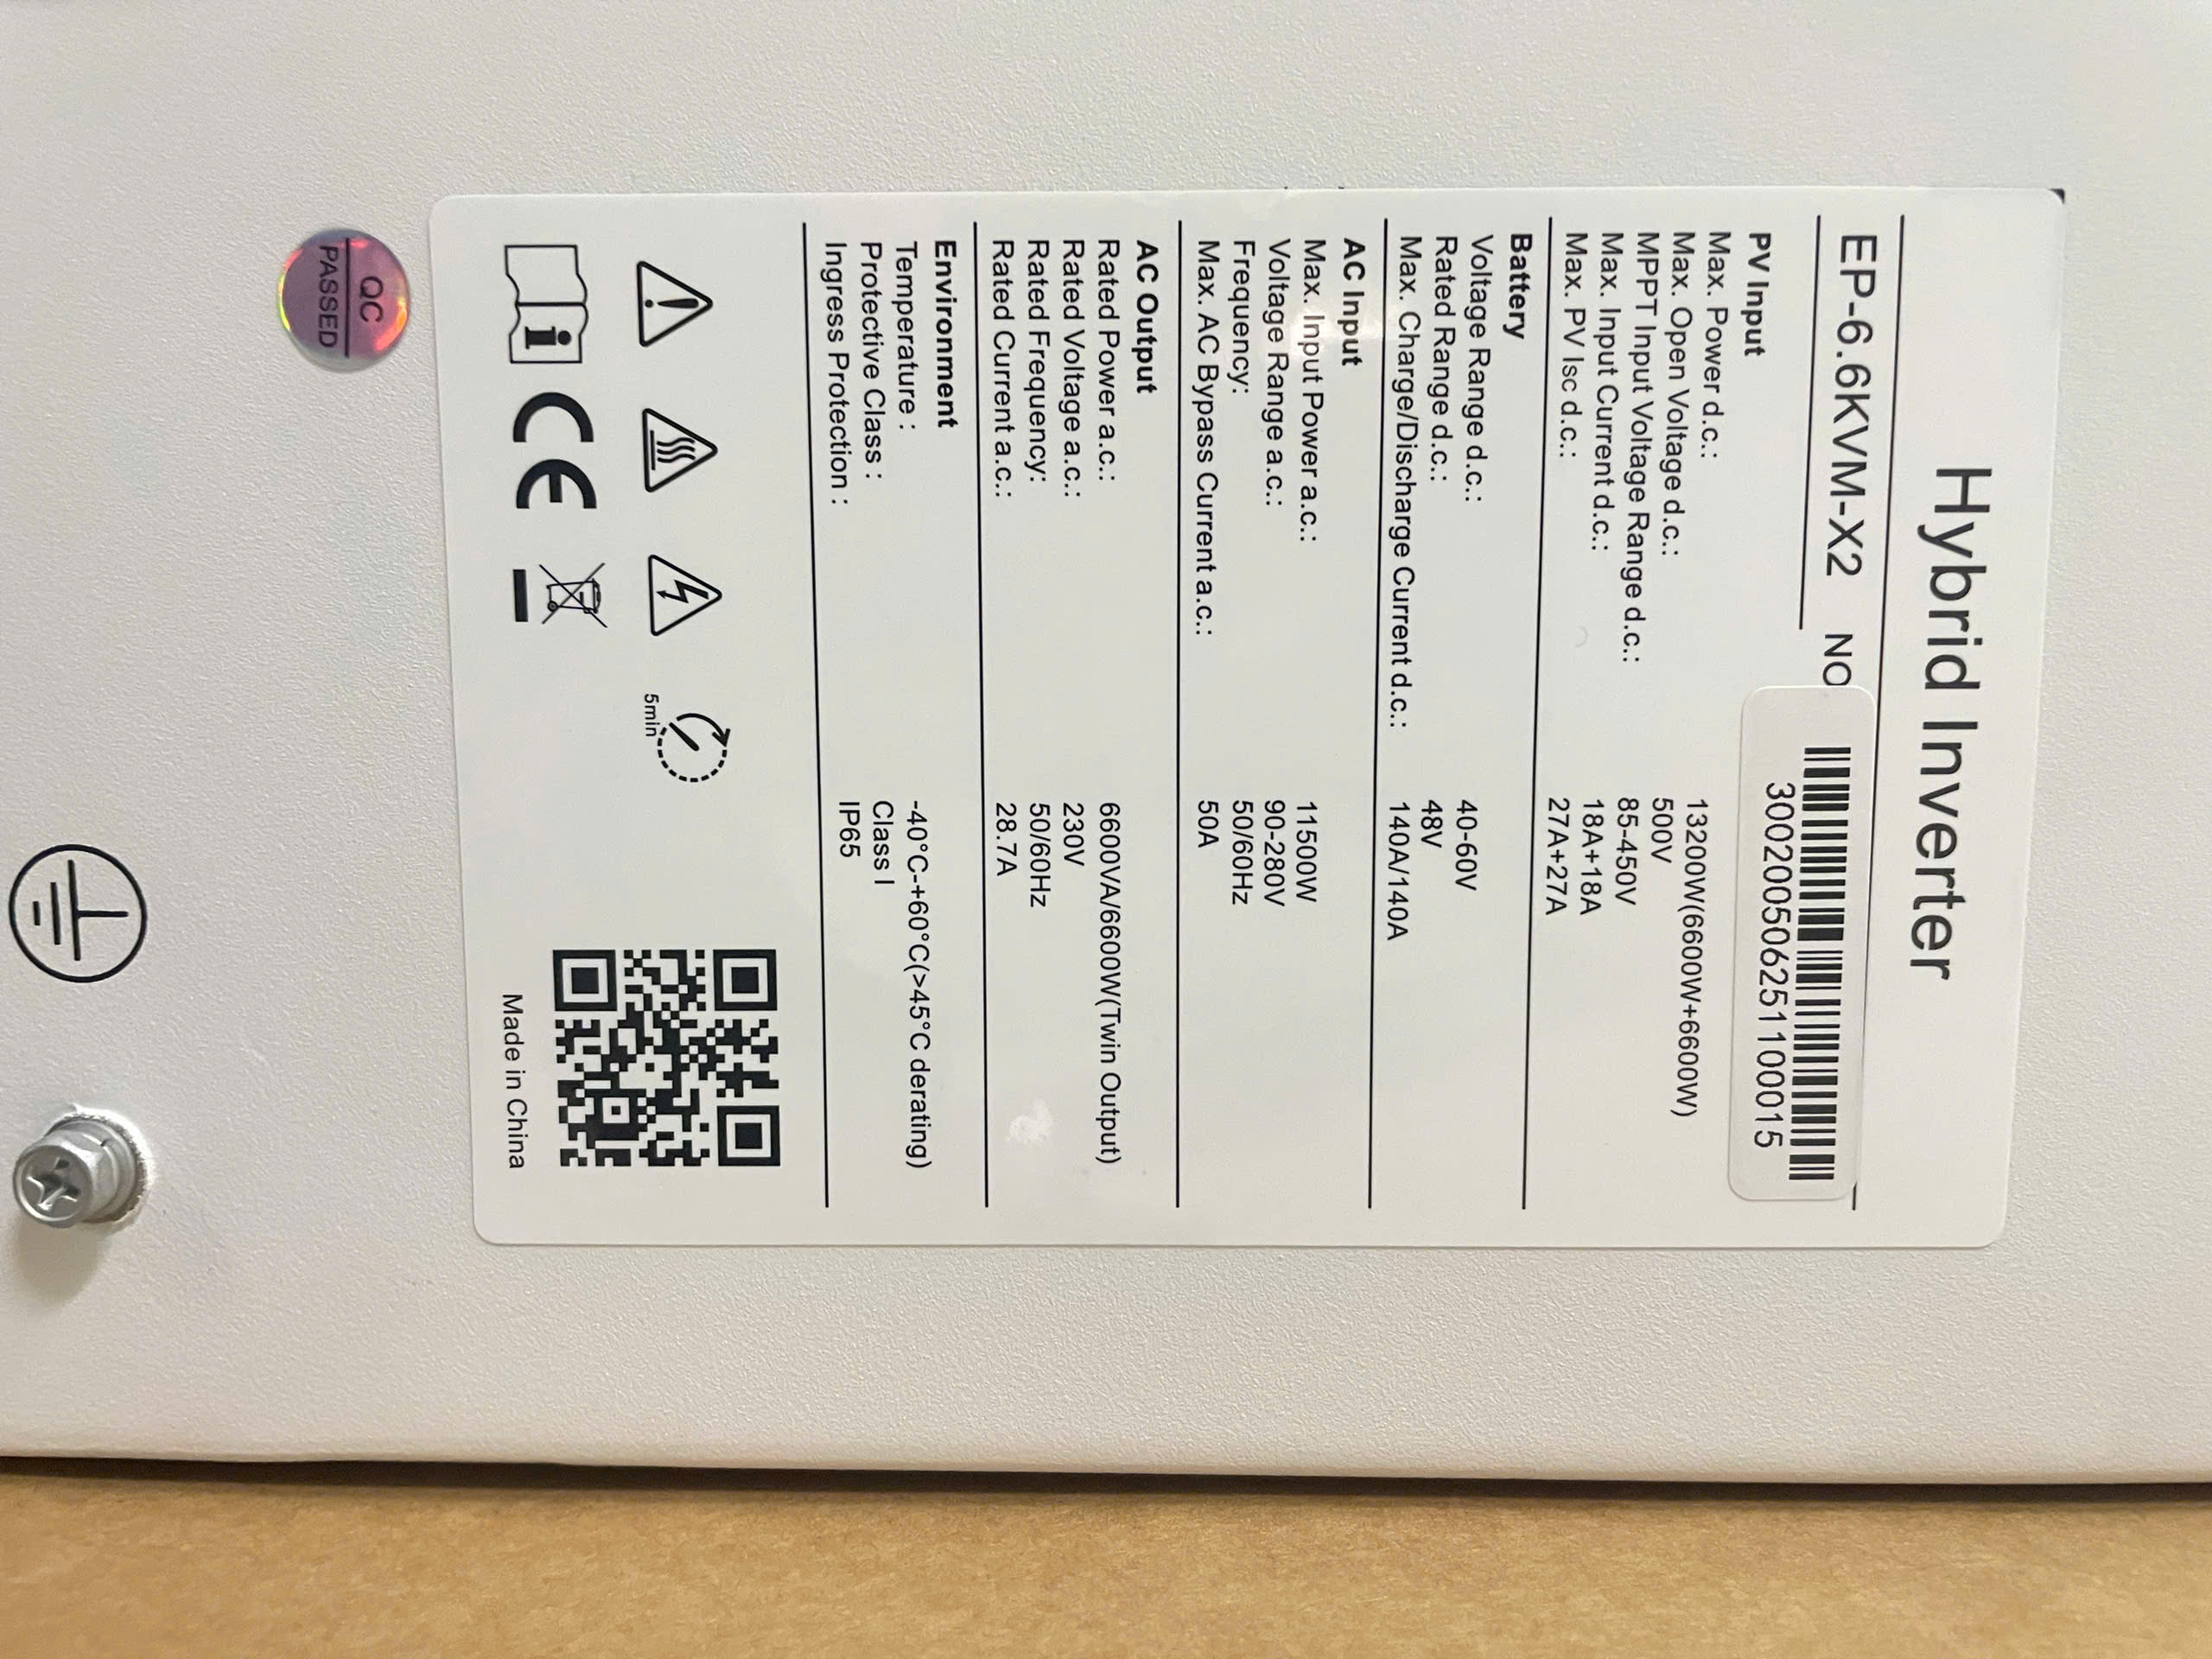 Hybrid Inverter
EP-6.6KVM-X2 NO
300200506251100015
PV Input
Max. Power d.c.: 13200W(6600W+6600W)
Max. Open Voltage d.c.: 500V
MPPT Input Voltage Range d.c.: 85-450V
Max. Input Current d.c.: 18A+18A
Max. PV Isc d.c.: 27A+27A
Battery
Voltage Range d.c.: 40-60V
Rated Range d.c.: 48V
Max. Charge/Discharge Current d.c.: 140A/140A
AC Input
Max. Input Power a.c.: 11500W
Voltage Range a.c.: 90-280V
Frequency: 50/60Hz
Max. AC Bypass Current a.c.: 50A
AC Output
Rated Power a.c.: 6600VA/6600W(Twin Output)
Rated Voltage a.c.: 230V
Rated Frequency: 50/60Hz
Rated Current a.c.: 28.7A
Environment
Temperature : -40°C-+60°C(>45°C derating)
Protective Class : Class I
Ingress Protection : IP65
5min
i CE
Made in China
QC
PASSED